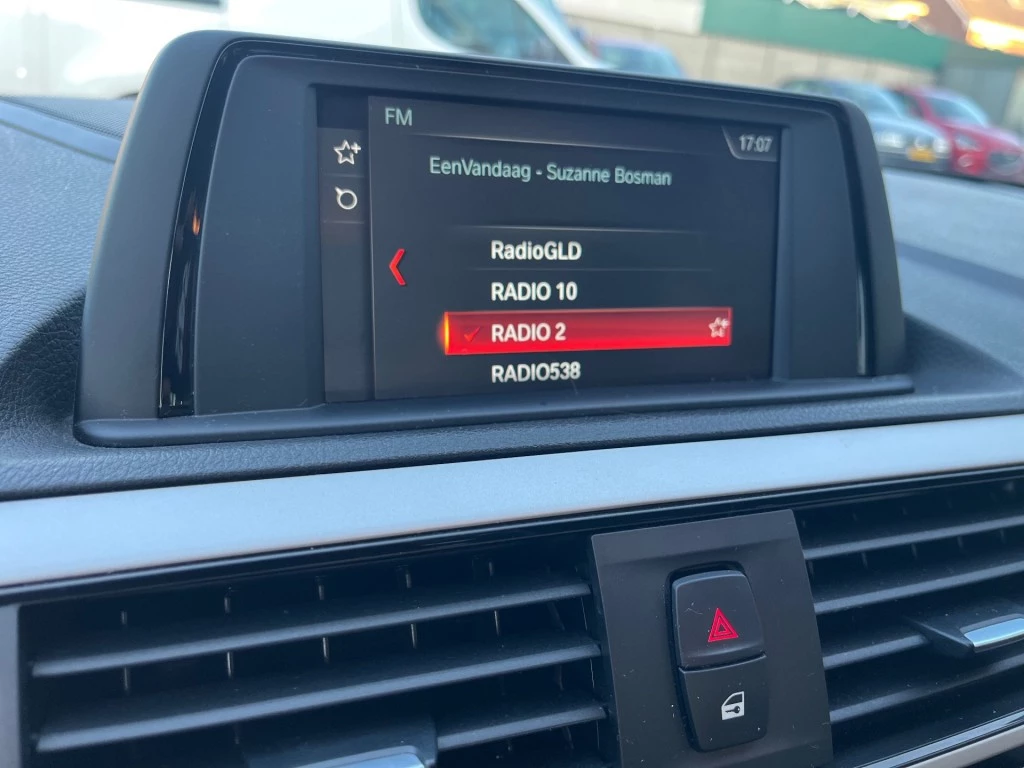 FM
17:07
EenVandaag - Suzanne Bosman
RadioGLD
RADIO 10
RADIO 2
RADIO538